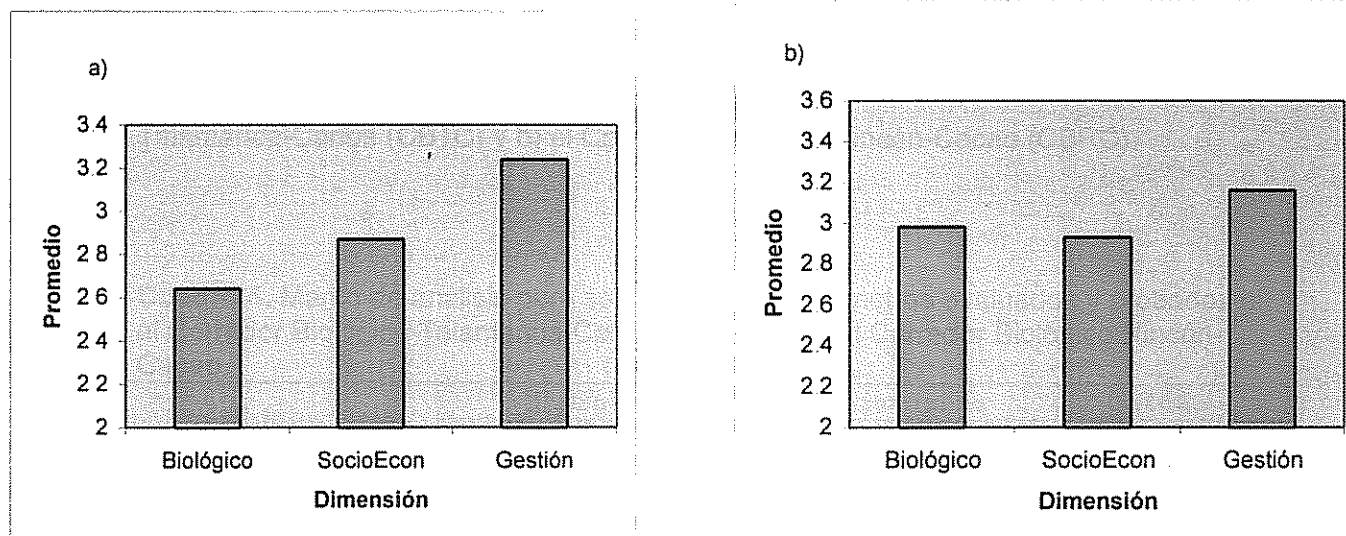 a)
3.4
3.2
3
2.8
2 6
2 4
2 2
2
Promedio
Biológico SocioEcon Gestión
Dimensión
b)
3.6
3.4
3.2
3
2.8
2.6
2.4
2.2
2
Promedio
Biológico SocioEcon Gestión
Dimensión